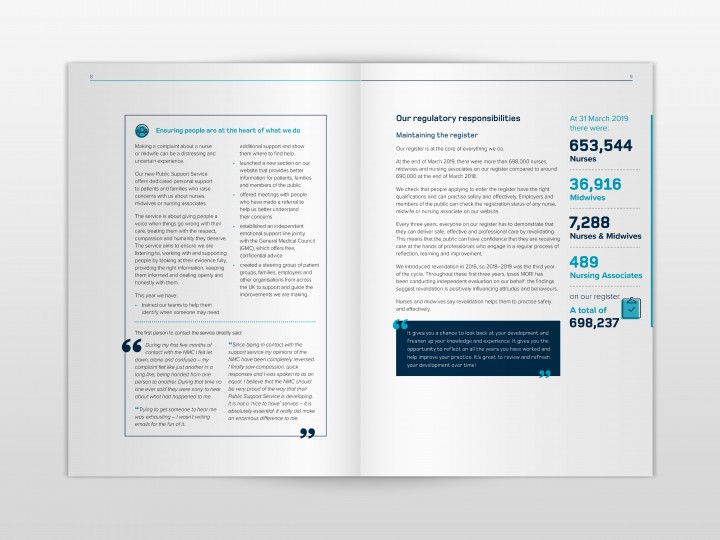 8
Ensuring people are at the heart of what we do
Making a complaint about a nurse
or midwife can be a distressing and
uncertain experience.
Our new Public Support Service
offers dedicated personal support
to patients and families who raise
concerns with us about nurses,
midwives or nursing associates.
The service is about giving people a
voice when things go wrong with their
care, treating them with the respect,
compassion and humanity they deserve.
The service aims to ensure we are
listening to, working with and supporting
people by looking at their evidence fully,
providing the right information, keeping
them informed and dealing openly and
honestly with them.
This year we have:
• trained our teams to help them
identify when someone may need
additional support and show
them where to find help
• launched a new section on our
website that provides better
information for patients, families
and members of the public
• offered meetings with people
who have made a referral to
help us better understand
their concerns
• established an independent
emotional support line jointly
with the General Medical Council
(GMC), which offers free,
confidential advice
• created a steering group of patient
groups, families, employers and
other organisations from across
the UK to support and guide the
improvements we are making.
The first person to contact the service directly said:
“ During my first five months of
contact with the NMC I felt let
down, alone and confused – my
complaint felt like just another in a
long line, being handed from one
person to another. During that time no
one ever said they were sorry to hear
about what had happened to me.
“Trying to get someone to hear me
was exhausting – I wasn't writing
emails for the fun of it.
“Since being in contact with the
support service my opinions of the
NMC have been completely reversed.
I finally saw compassion, quick
responses and I was spoken to as an
equal. I believe that the NMC should
be very proud of the way that their
Public Support Service is developing.
It is not a 'nice to have' service – it is
absolutely essential. It really did make
an enormous difference to me. ”
9
Our regulatory responsibilities
Maintaining the register
Our register is at the core of everything we do.
At the end of March 2019, there were more than 698,000 nurses,
midwives and nursing associates on our register compared to around
690,000 at the end of March 2018.
We check that people applying to enter the register have the right
qualifications and can practise safely and effectively. Employers and
members of the public can check the registration status of any nurse,
midwife or nursing associate on our website.
Every three years, everyone on our register has to demonstrate that
they can deliver safe, effective and professional care by revalidating.
This means that the public can have confidence that they are receiving
care at the hands of professionals who engage in a regular process of
reflection, learning and improvement.
We introduced revalidation in 2016, so 2018–2019 was the third year
of the cycle. Throughout these first three years, Ipsos MORI has
been conducting independent evaluation on our behalf: the findings
suggest revalidation is positively influencing attitudes and behaviours.
Nurses and midwives say revalidation helps them to practise safely
and effectively.
“ It gives you a chance to look back at your development, and
freshen up your knowledge and experience. It gives you the
opportunity to reflect on all the years you have worked and
help improve your practice. It's great to revise and refresh
your development over time! ”
At 31 March 2019
there were:
653,544
Nurses
36,916
Midwives
7,288
Nurses & Midwives
489
Nursing Associates
on our register.
A total of
698,237